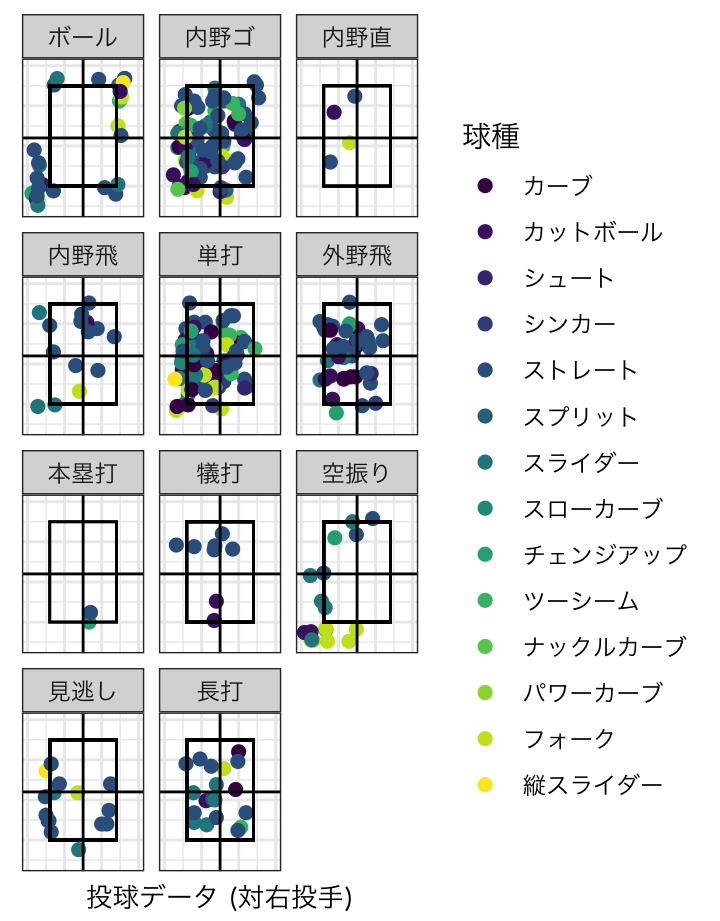 ボール
内野ゴ
内野直
内野飛
単打
外野飛
本塁打
犠打
空振り
見逃し
長打
投球データ (対右投手)
球種
カーブ
カットボール
シュート
シンカー
ストレート
スプリット
スライダー
スローカーブ
チェンジアップ
ツーシーム
ナックルカーブ
パワーカーブ
フォーク
縦スライダー